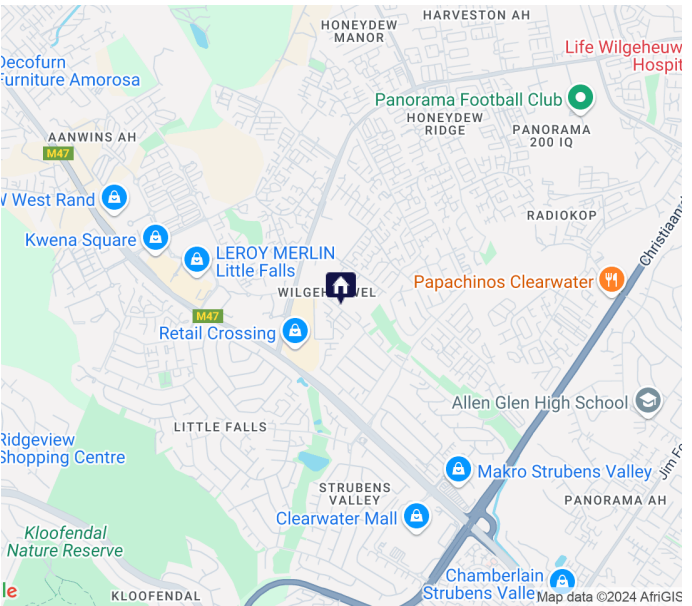 HARVESTON AH
HONEYDEW
MANOR
Life Wilgeheuw
Hospit
Decofurn
Furniture Amorosa
Panorama Football Club
HONEYDEW
RIDGE
PANORAMA
200 IQ
AANWINS AH
M47
W West Rand
RADIOKOP
Christiaan
Kwena Square
LEROY MERLIN
Little Falls
Papachinos Clearwater
WILGEH VEL
M47
Retail Crossing
Allen Glen High School
LITTLE FALLS
Ridgeview
Shopping Centre
Jim Fo
Makro Strubens Valley
STRUBENS
VALLEY
PANORAMA AH
Clearwater Mall
Kloofendal
Nature Reserve
Chamberlain
Strubens Valle
KLOOFENDAL
le
Map data ©2024 AfriGIS